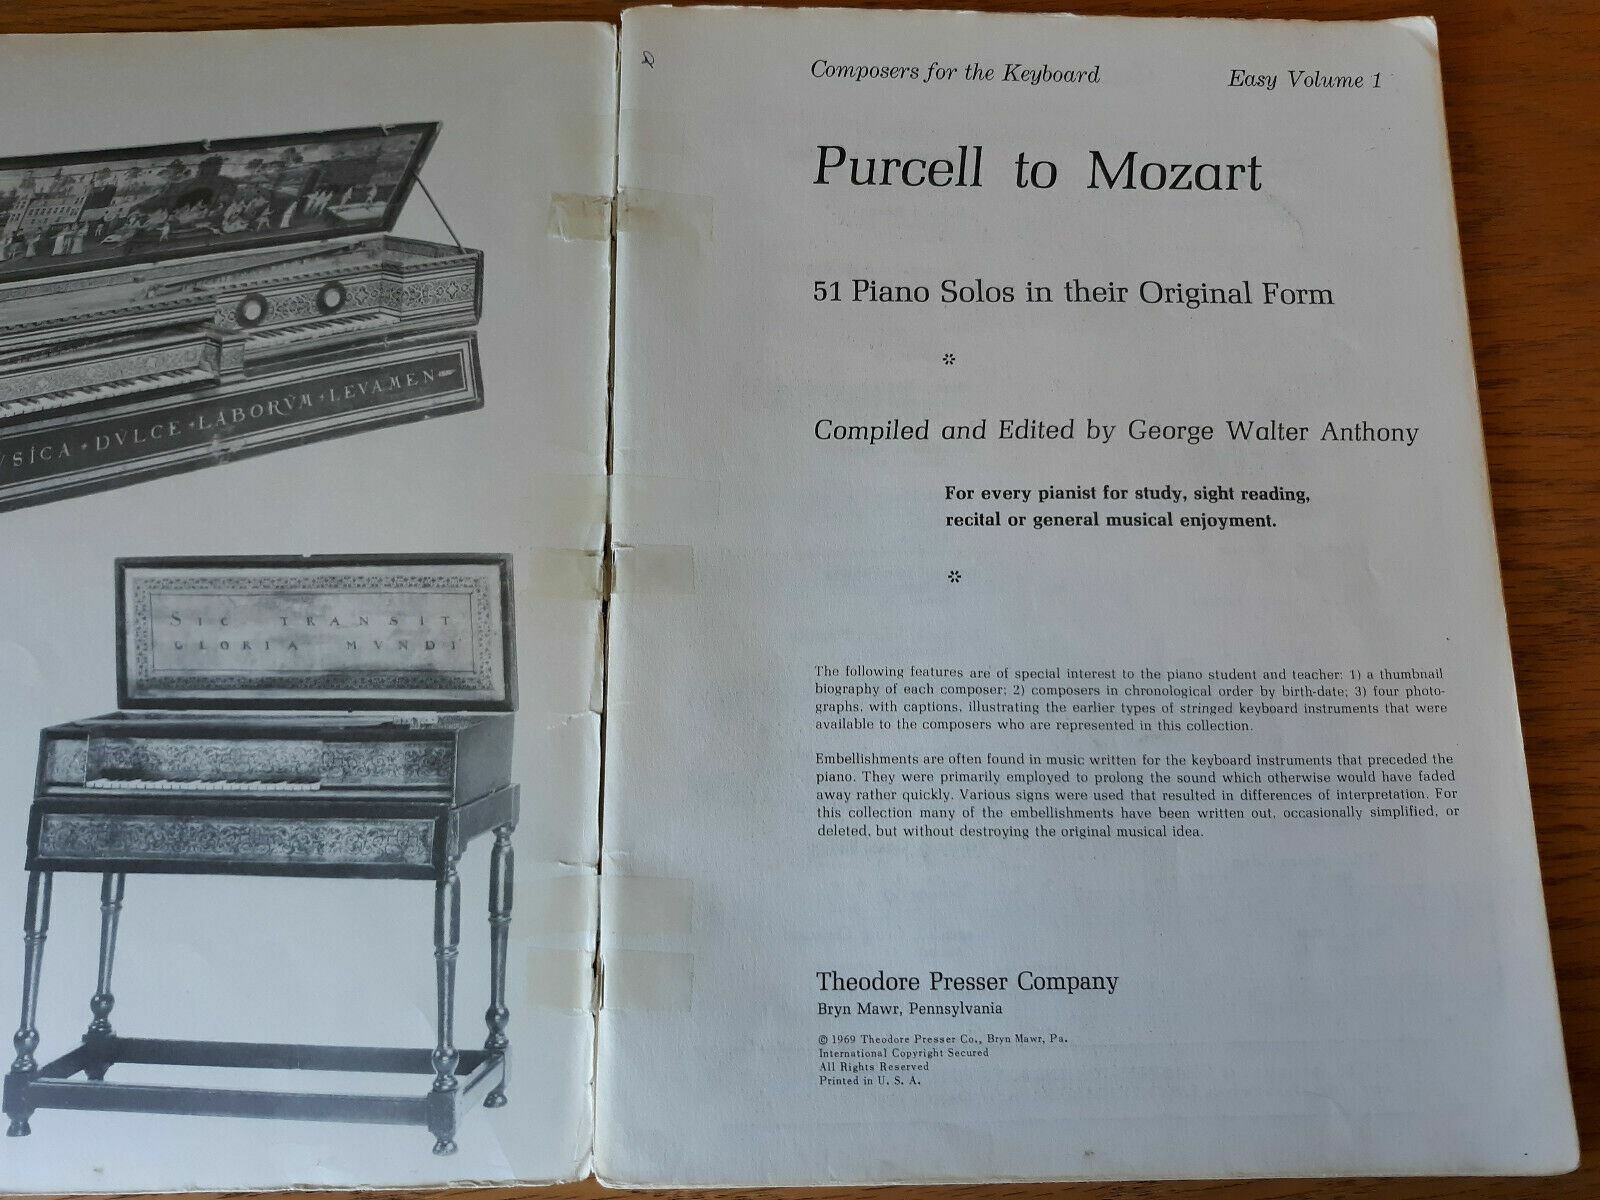 VSICA * DVLCE * LABORVM * LEVAMEN
SIC TRANSIT
GLORIA MVNDI
Composers for the Keyboard
Easy Volume 1
Purcell to Mozart
51 Piano Solos in their Original Form
*
Compiled and Edited by George Walter Anthony
For every pianist for study, sight reading,
recital or general musical enjoyment.
*
The following features are of special interest to the piano student and teacher: 1) a thumbnail
biography of each composer; 2) composers in chronological order by birth-date; 3) four photo-
graphs, with captions, illustrating the earlier types of stringed keyboard instruments that were
available to the composers who are represented in this collection.
Embellishments are often found in music written for the keyboard instruments that preceded the
piano. They were primarily employed to prolong the sound which otherwise would have faded
away rather quickly. Various signs were used that resulted in differences of interpretation. For
this collection many of the embellishments have been written out, occasionally simplified, or
deleted, but without destroying the original musical idea.
Theodore Presser Company
Bryn Mawr, Pennsylvania
© 1969 Theodore Presser Co., Bryn Mawr, Pa.
International Copyright Secured
All Rights Reserved
Printed in U. S. A.